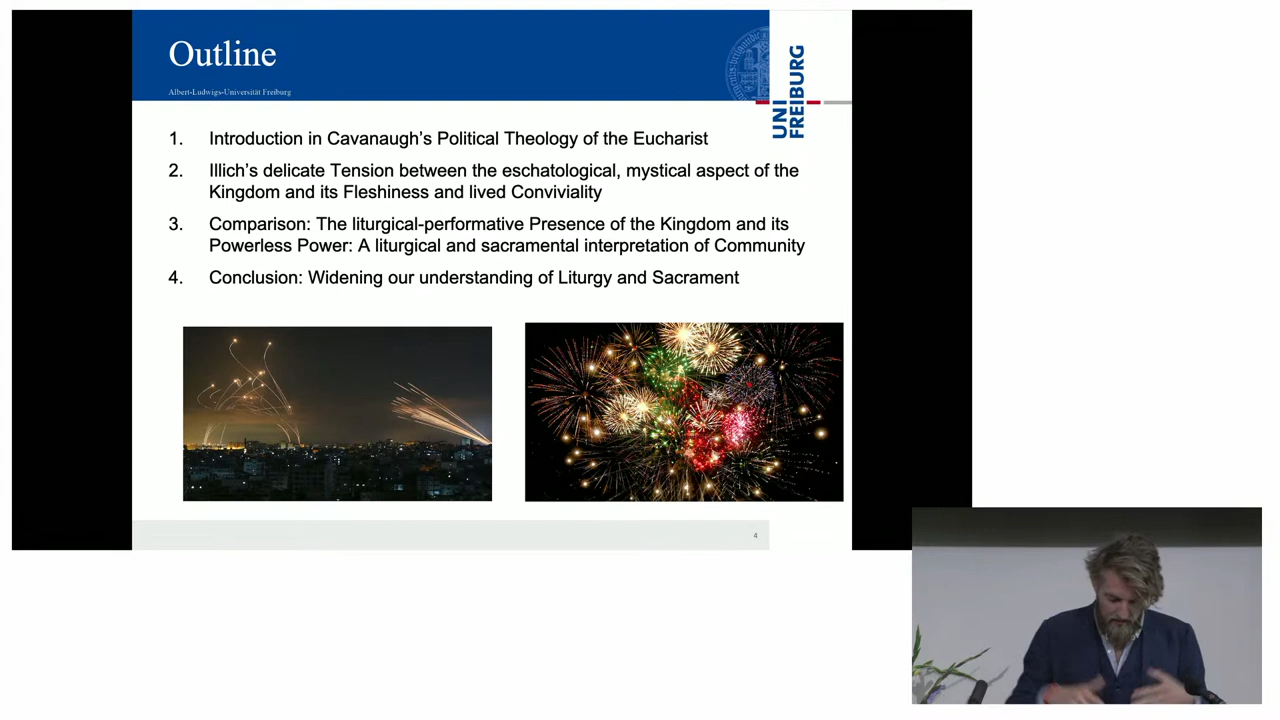 Outline
Albert-Ludwigs-Universität Freiburg
UNI
FREIBURG
1. Introduction in Cavanaugh's Political Theology of the Eucharist
2. Illich's delicate Tension between the eschatological, mystical aspect of the
Kingdom and its Fleshiness and lived Conviviality
3. Comparison: The liturgical-performative Presence of the Kingdom and its
Powerless Power: A liturgical and sacramental interpretation of Community
4. Conclusion: Widening our understanding of Liturgy and Sacrament
4